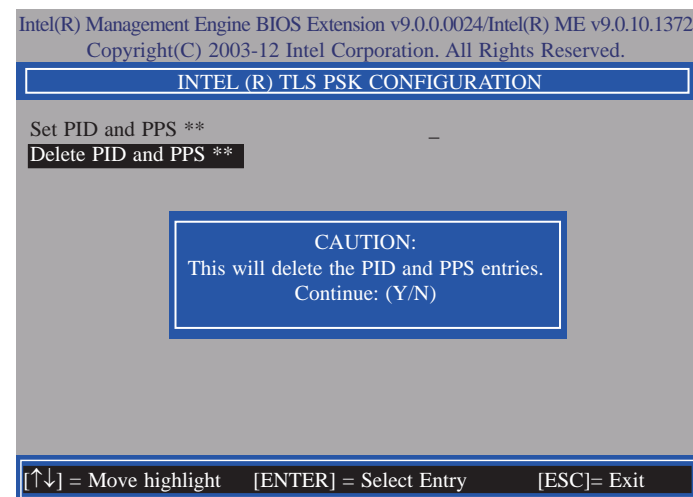 Intel(R) Management Engine BIOS Extension v9.0.0.0024/Intel(R) ME v9.0.10.1372
Copyright(C) 2003-12 Intel Corporation. All Rights Reserved.
INTEL (R) TLS PSK CONFIGURATION
Set PID and PPS ** _
Delete PID and PPS **
CAUTION:
This will delete the PID and PPS entries.
Continue: (Y/N)
[↑↓] = Move highlight [ENTER] = Select Entry [ESC]= Exit